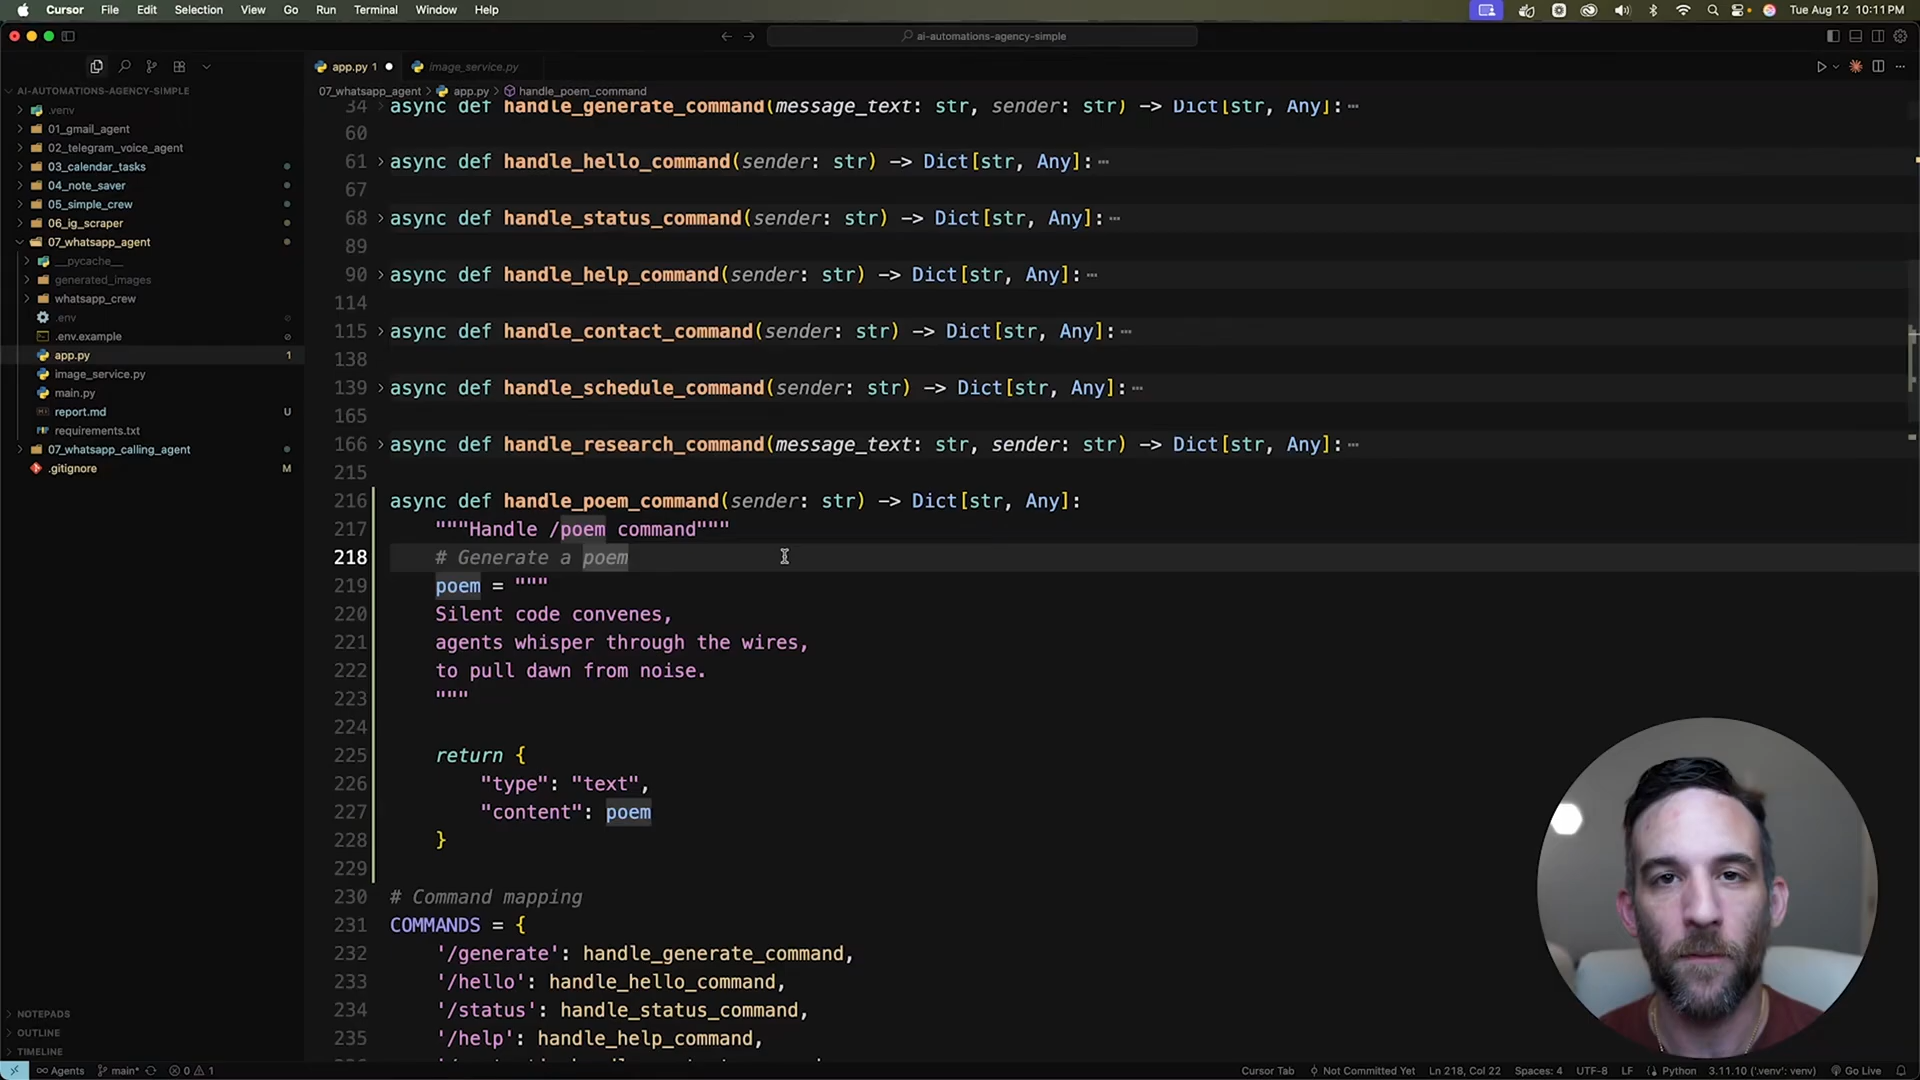 Cursor File Edit Selection View Go Run Terminal Window Help Tue Aug 12 10:11 PM
ai-automations-agency-simple
app.py 1 image_service.py
AI-AUTOMATIONS-AGENCY-SIMPLE
07_whatsapp_agent > app.py > handle_poem_command
.venv
01_gmail_agent
02_telegram_voice_agent
03_calendar_tasks
04_note_saver
05_simple_crew
06_ig_scraper
07_whatsapp_agent
__pycache__
generated_images
whatsapp_crew
.env
.env.example
app.py 1
image_service.py
main.py
report.md U
requirements.txt
07_whatsapp_calling_agent
.gitignore M
NOTEPADS
OUTLINE
TIMELINE
34 async def handle_generate_command(message_text: str, sender: str) -> Dict[str, Any]:
60
61 async def handle_hello_command(sender: str) -> Dict[str, Any]:
67
68 async def handle_status_command(sender: str) -> Dict[str, Any]:
89
90 async def handle_help_command(sender: str) -> Dict[str, Any]:
114
115 async def handle_contact_command(sender: str) -> Dict[str, Any]:
138
139 async def handle_schedule_command(sender: str) -> Dict[str, Any]:
165
166 async def handle_research_command(message_text: str, sender: str) -> Dict[str, Any]:
215
216 async def handle_poem_command(sender: str) -> Dict[str, Any]:
217 """Handle /poem command"""
218 # Generate a poem
219 poem = """
220 Silent code convenes,
221 agents whisper through the wires,
222 to pull dawn from noise.
223 """
224
225 return {
226 "type": "text",
227 "content": poem
228 }
229
230 # Command mapping
231 COMMANDS = {
232 '/generate': handle_generate_command,
233 '/hello': handle_hello_command,
234 '/status': handle_status_command,
235 '/help': handle_help_command,
Agents main* 0 1 Cursor Tab Not Committed Yet Ln 218, Col 22 Spaces: 4 UTF-8 LF Python 3.11.10 ('.venv': venv) Go Live